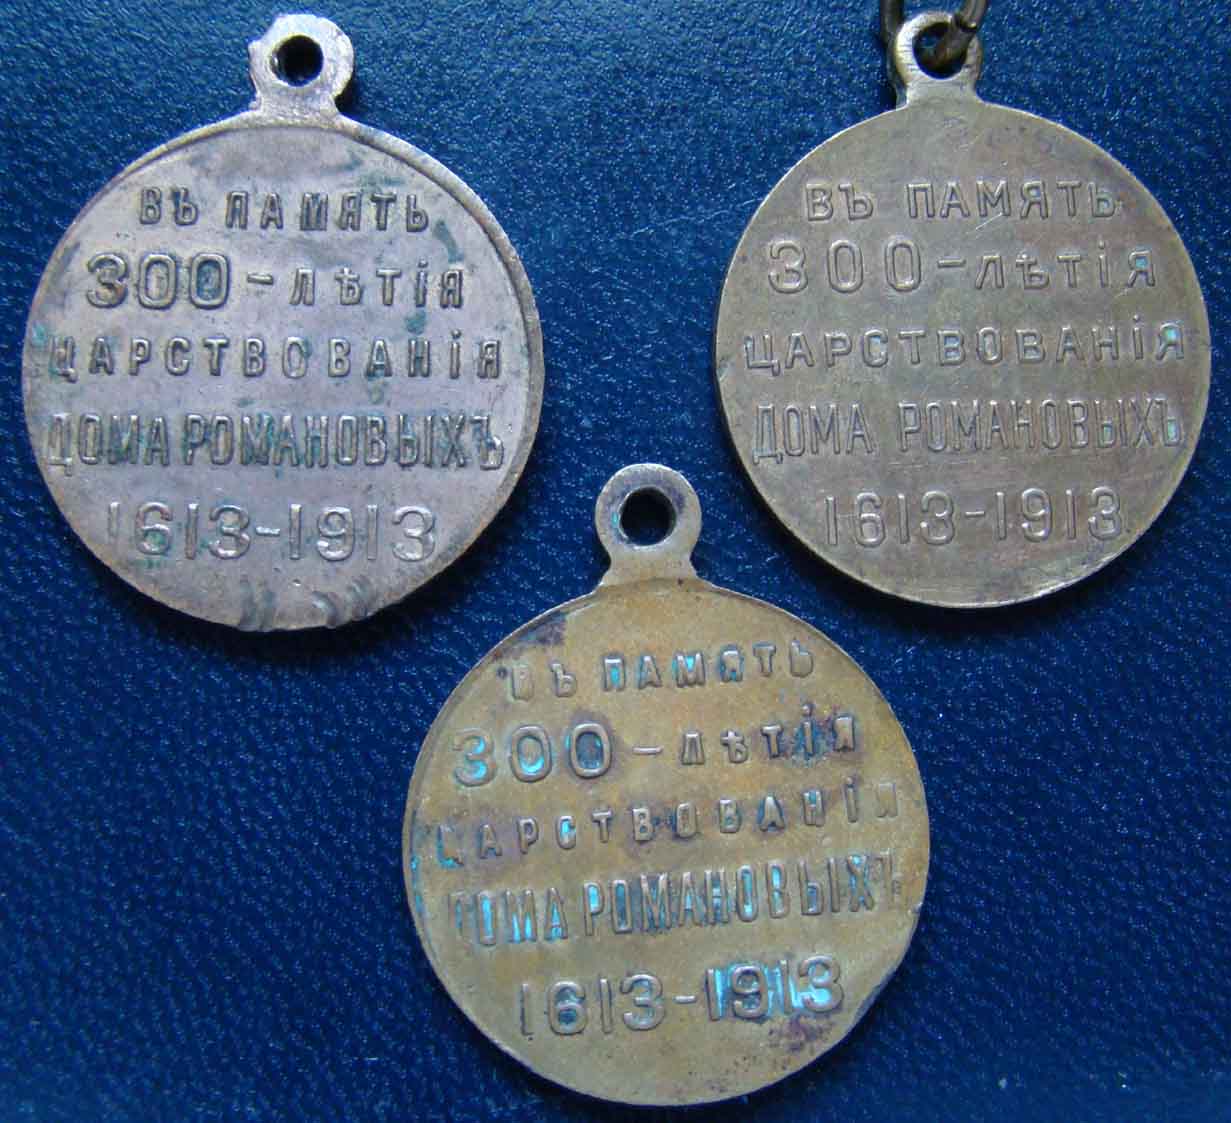 ВЪ ПАМЯТЬ
300-ЛѢТІЯ
ЦАРСТВОВАНІЯ
ДОМА РОМАНОВЫХЪ
1613-1913
ВЪ ПАМЯТЬ
300-ЛѢТІЯ
ЦАРСТВОВАНІЯ
ДОМА РОМАНОВЫХЪ
1613-1913
ВЪ ПАМЯТЬ
300-ЛѢТІЯ
ЦАРСТВОВАНІЯ
ДОМА РОМАНОВЫХЪ
1613-1913